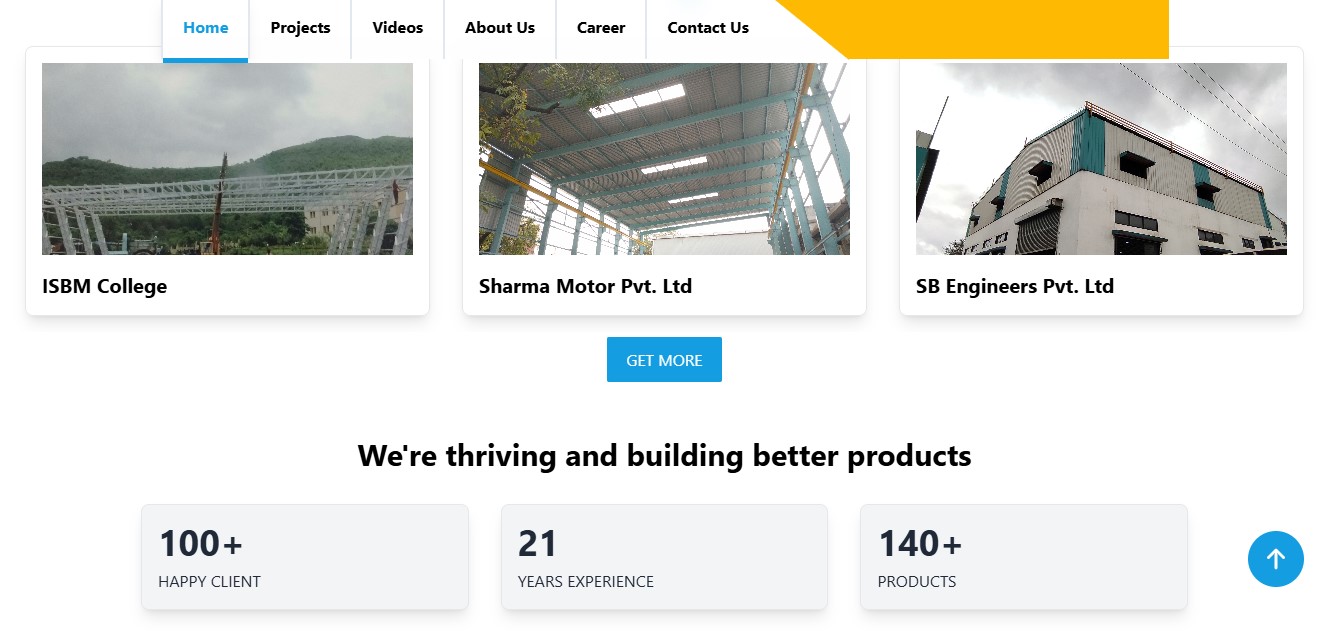 Home Projects Videos About Us Career Contact Us
ISBM College
Sharma Motor Pvt. Ltd
SB Engineers Pvt. Ltd
GET MORE
We're thriving and building better products
100+
HAPPY CLIENT
21
YEARS EXPERIENCE
140+
PRODUCTS